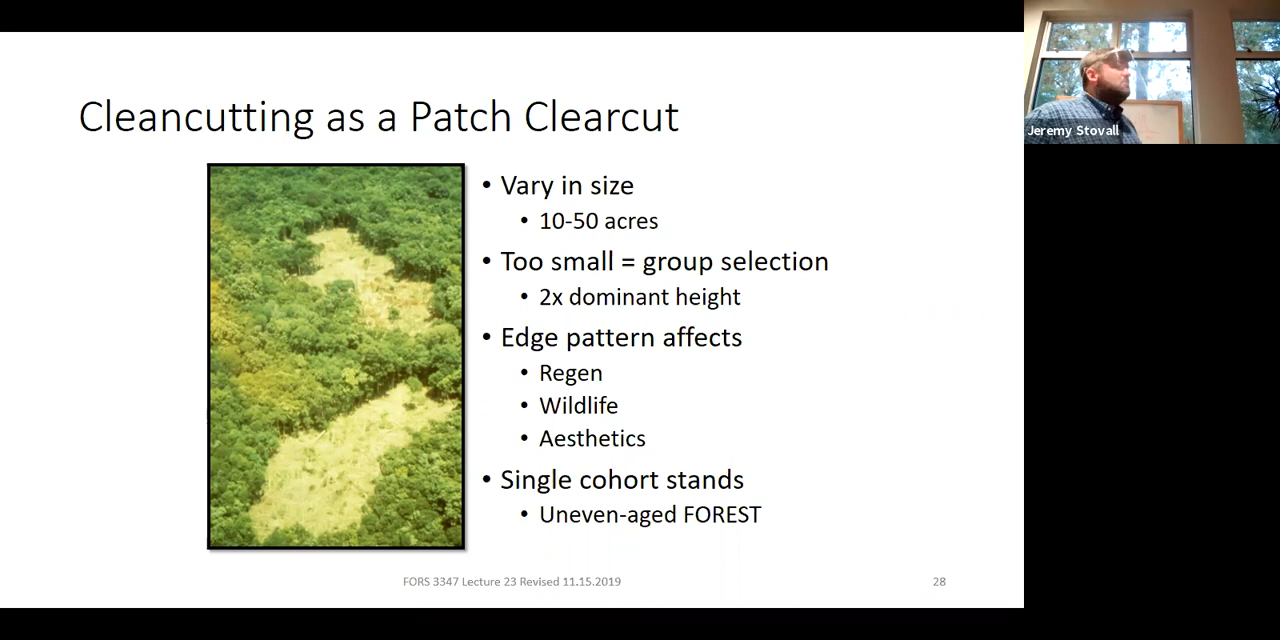 Cleancutting as a Patch Clearcut
• Vary in size
• 10-50 acres
• Too small = group selection
• 2x dominant height
• Edge pattern affects
• Regen
• Wildlife
• Aesthetics
• Single cohort stands
• Uneven-aged FOREST
FORS 3347 Lecture 23 Revised 11.15.2019
28
Jeremy Stovall